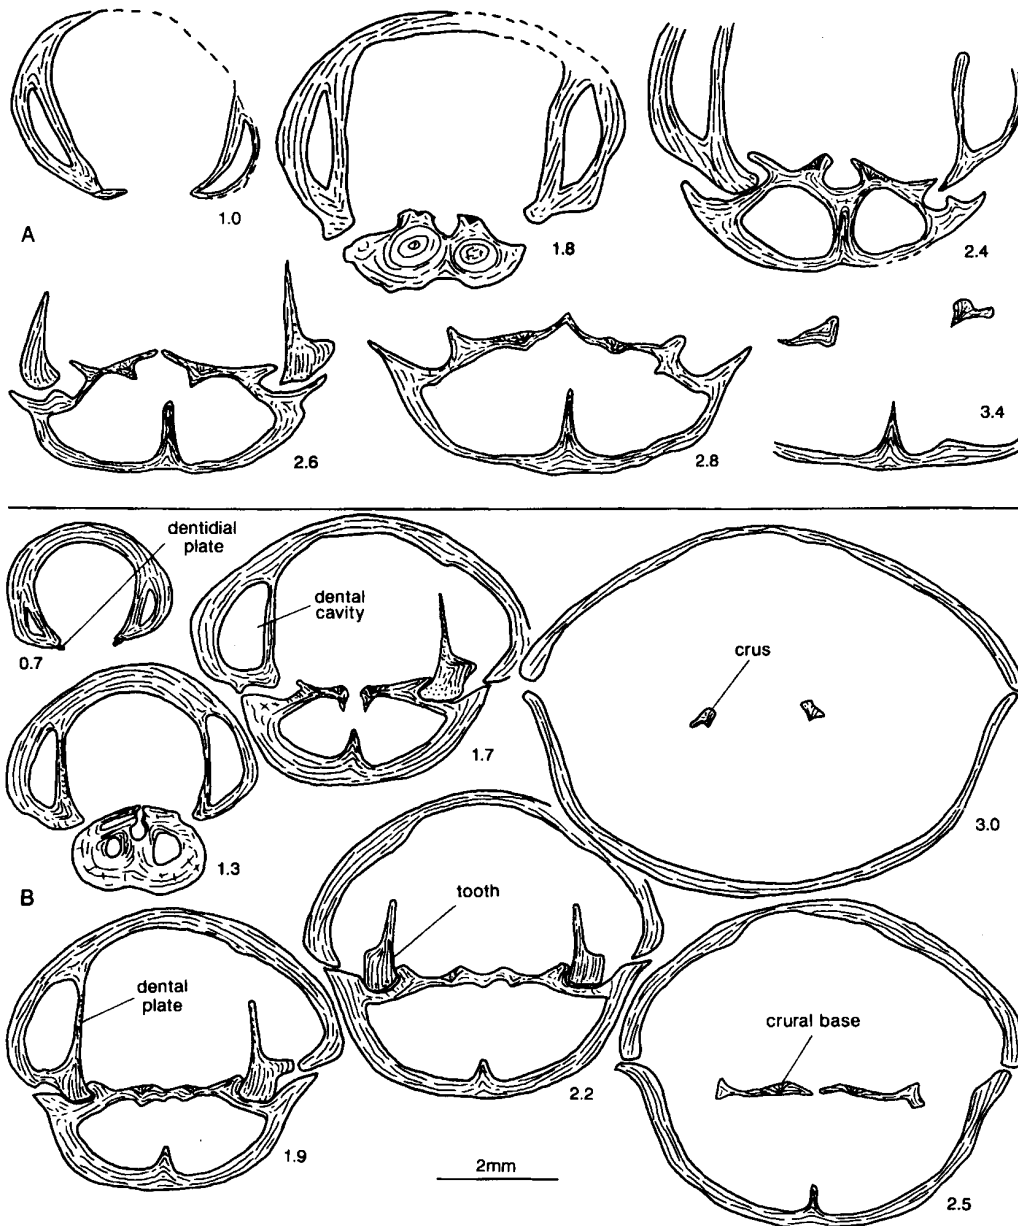 1.0
A
1.8
2.4
2.6
2.8
3.4
dentidial
plate
0.7
dental
cavity
1.7
crus
3.0
1.3
B
tooth
dental
plate
1.9
2.2
crural base
2mm
2.5